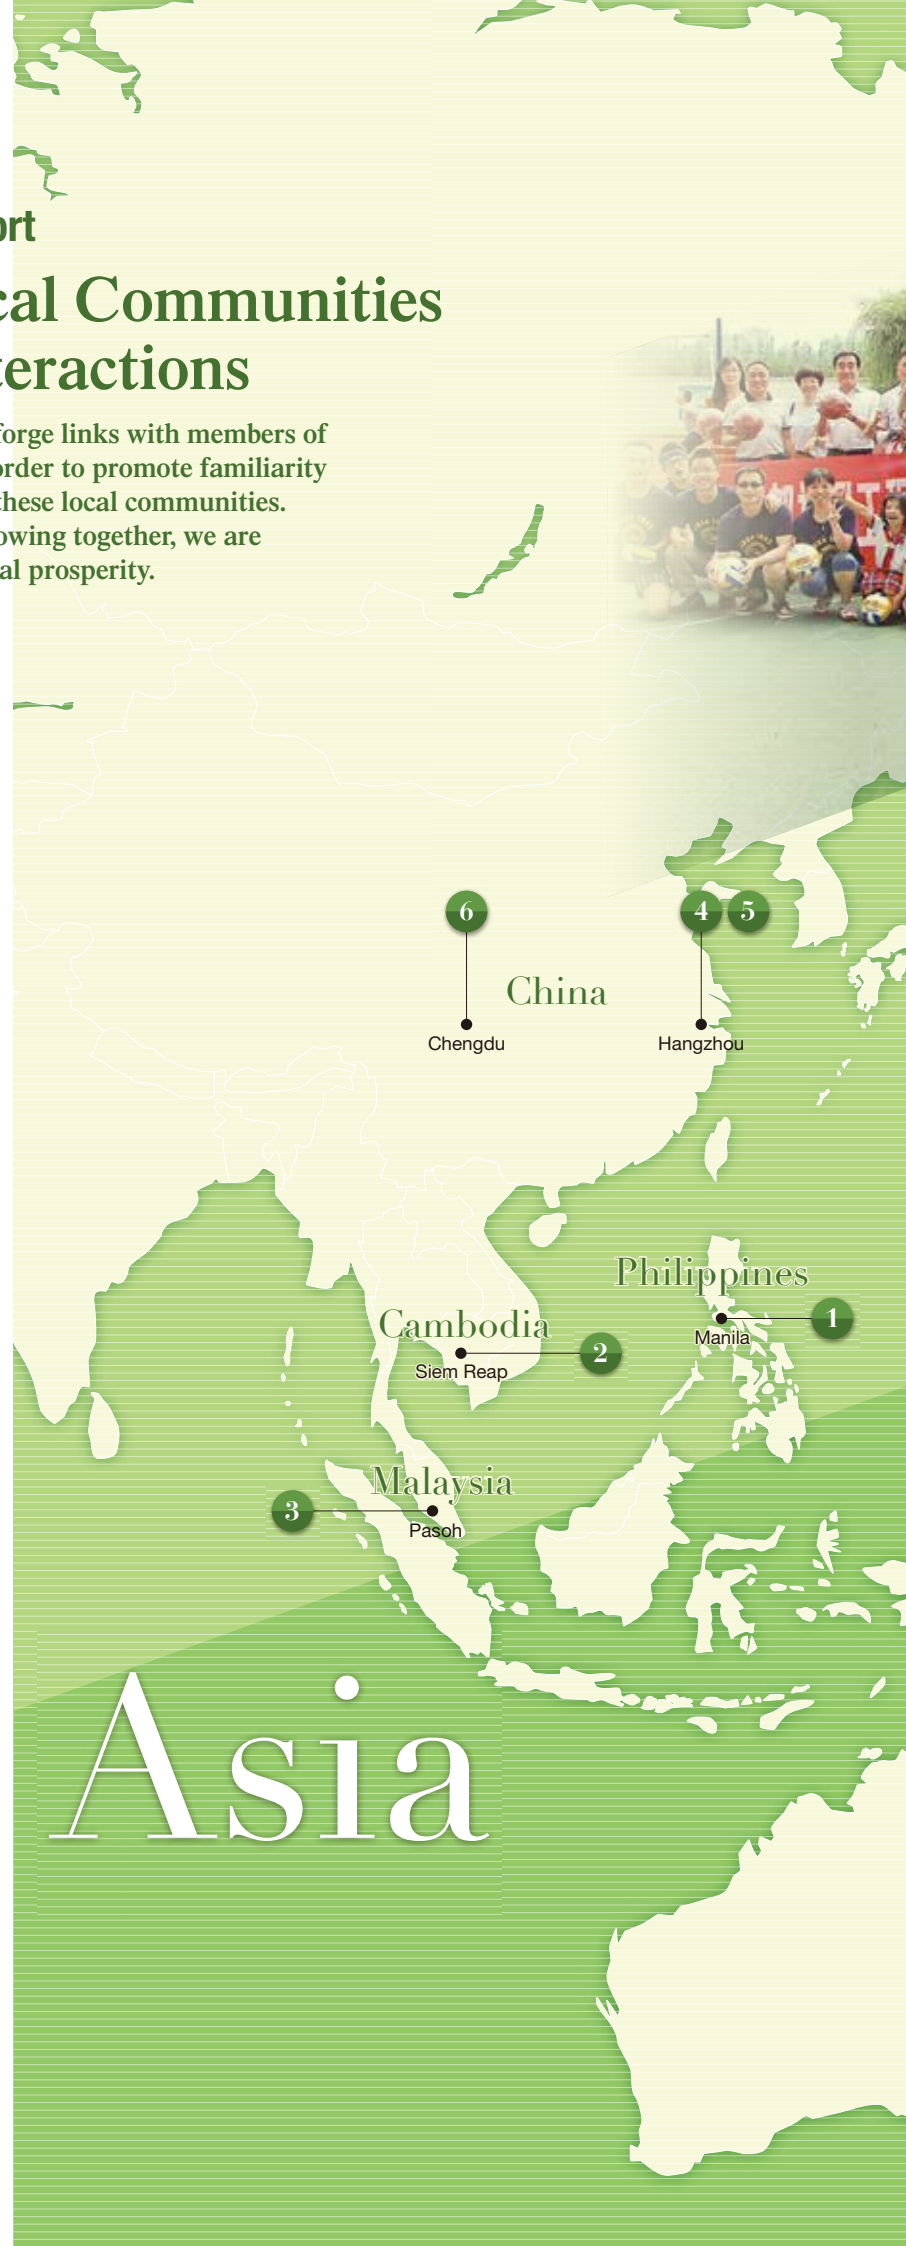 ort
cal Communities
teractions
forge links with members of
order to promote familiarity
these local communities.
owing together, we are
al prosperity.
6
4 5
China
Chengdu
Hangzhou
Philippines
1
Manila
Cambodia
2
Siem Reap
Malaysia
3
Pasoh
Asia